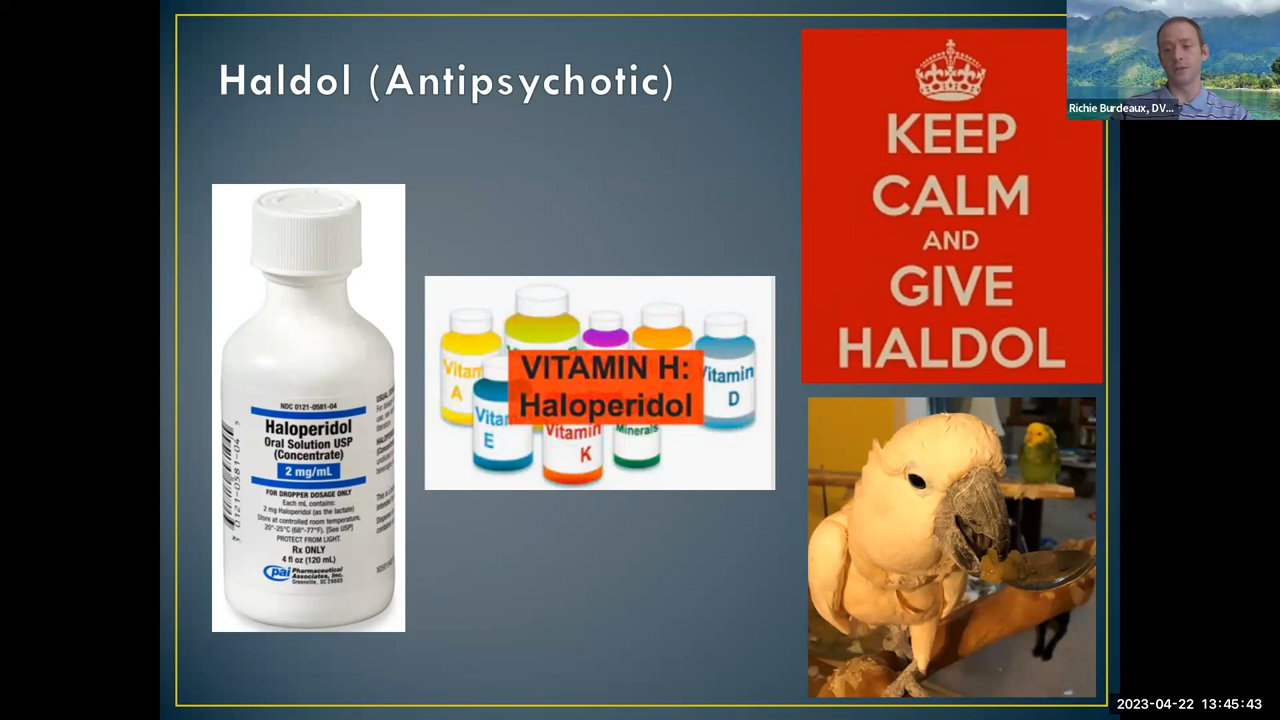 Haldol (Antipsychotic)
NDC 0121-0581-04
Haloperidol
Oral Solution USP
(Concentrate)
2 mg/mL
FOR DROPPER DOSAGE ONLY
Each mL contains:
2 mg Haloperidol (as the lactate)
Store at controlled room temperature,
20°-25°C (68°-77°F). [See USP]
PROTECT FROM LIGHT.
Rx ONLY
4 fl oz (120 mL)
pai Pharmaceutical
Associates, Inc.
Greenville, SC 29605
Vitam
A
VITAMIN H:
Haloperidol
Vitamin
D
Vitam
E
Vitamin
K
Minerals
KEEP
CALM
AND
GIVE
HALDOL
Richie Burdeaux, DV...
2023-04-22 13:45:43